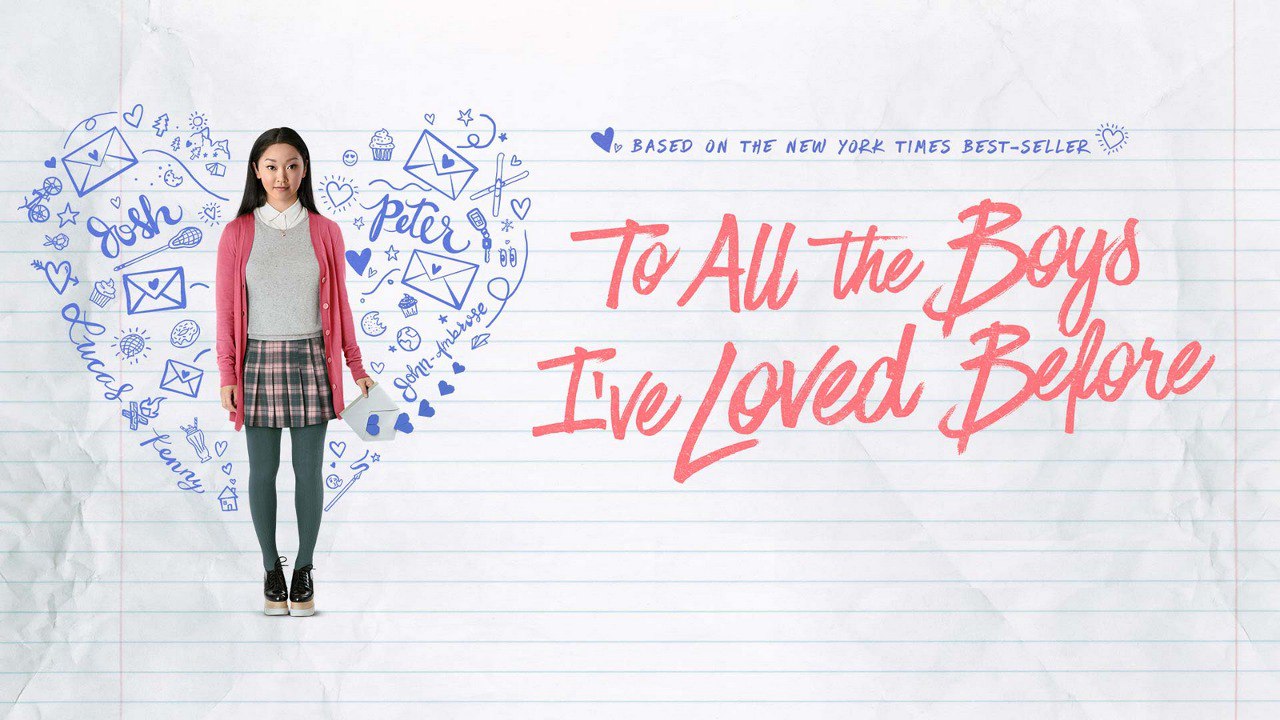 BASED ON THE NEW YORK TIMES BEST-SELLER
To All the Boys
I've Loved Before
Josh
Peter
Lucas
John-Ambrose
Kenny